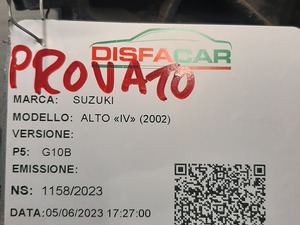 DISFACAR
PROVATO
MARCA: SUZUKI
MODELLO: ALTO «IV» (2002)
VERSIONE:
P5: G10B
EMISSIONE:
NS: 1158/2023
DATA:05/06/2023 17:27:00